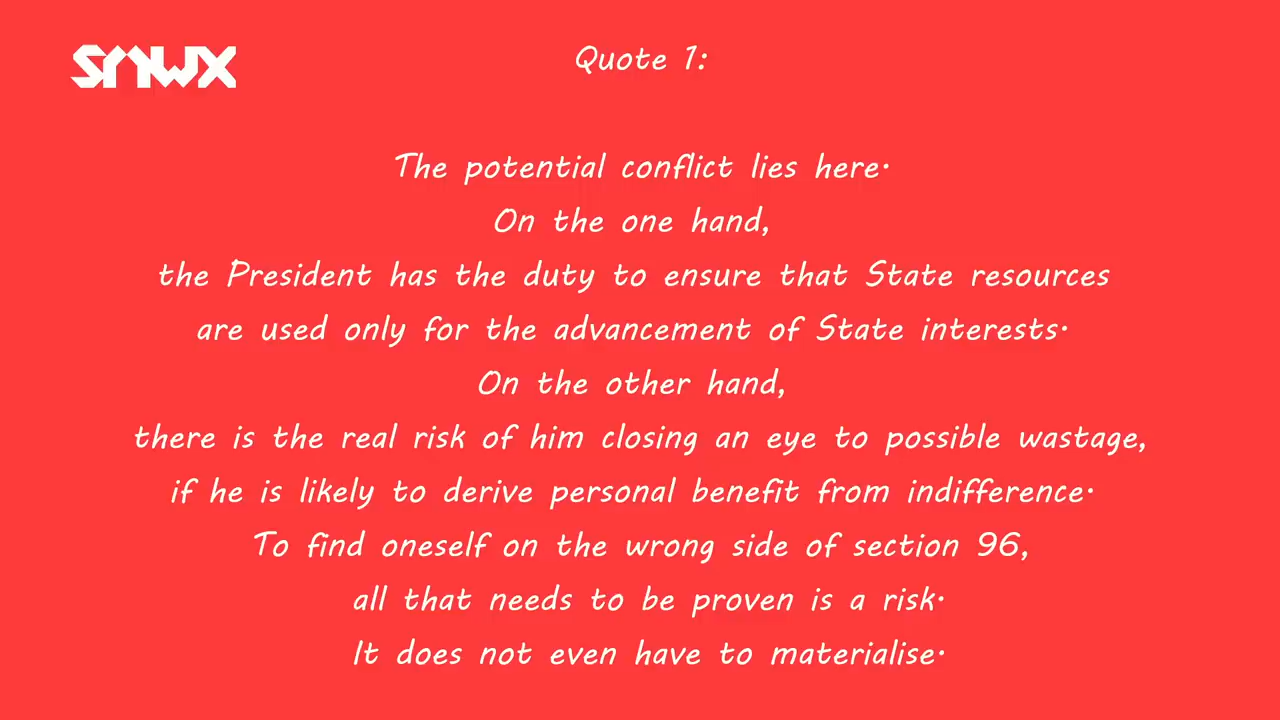 SMWX
Quote 1:
The potential conflict lies here.
On the one hand,
the President has the duty to ensure that State resources
are used only for the advancement of State interests.
On the other hand,
there is the real risk of him closing an eye to possible wastage,
if he is likely to derive personal benefit from indifference.
To find oneself on the wrong side of section 96,
all that needs to be proven is a risk.
It does not even have to materialise.